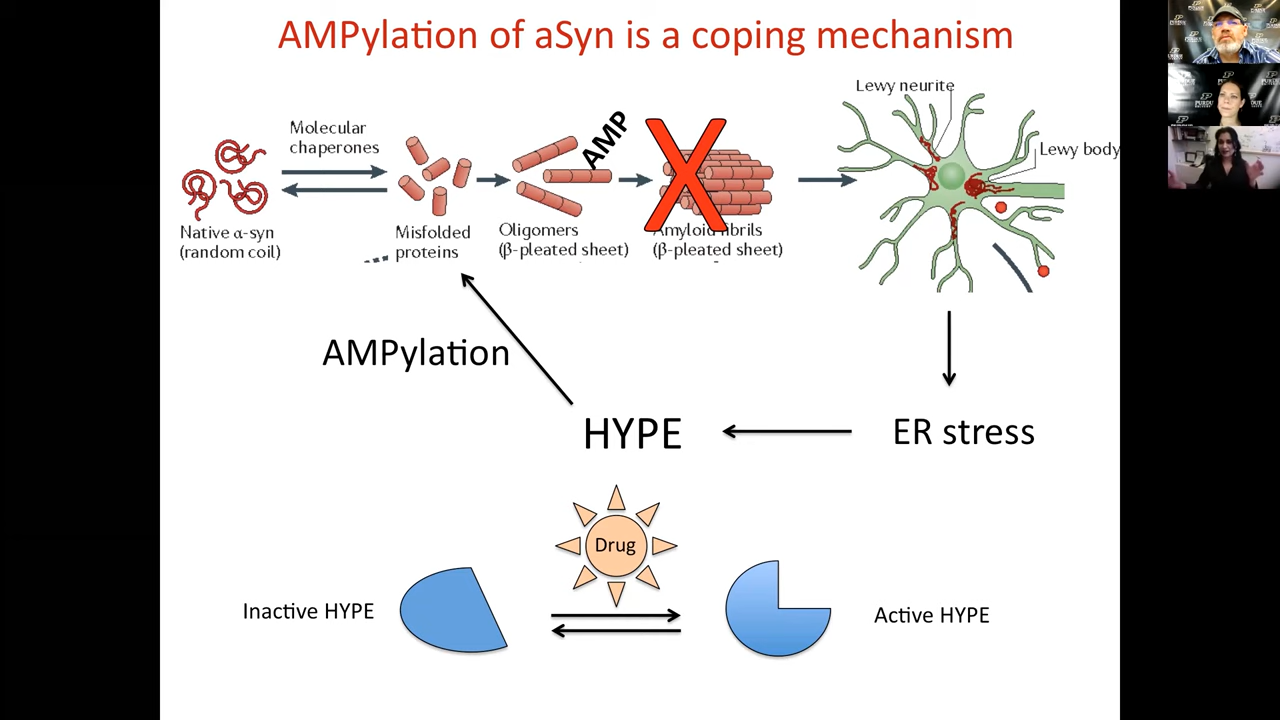 AMPylation of aSyn is a coping mechanism
Lewy neurite
Molecular
chaperones
AMP
Lewy body
Native α-syn
(random coil)
Misfolded
proteins
Oligomers
(β-pleated sheet)
Amyloid fibrils
(β-pleated sheet)
AMPylation
HYPE
ER stress
Drug
Inactive HYPE
Active HYPE